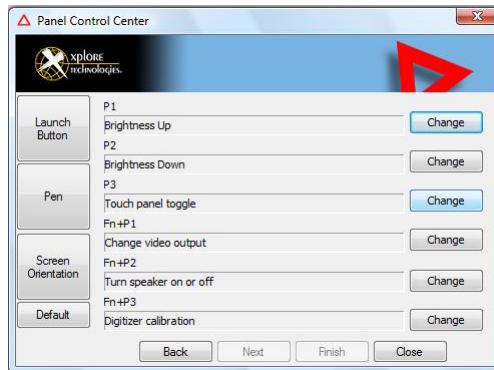 Panel Control Center
xplore
technologies.
Launch
Button
Pen
Screen
Orientation
Default
P1
Brightness Up
Change
P2
Brightness Down
Change
P3
Touch panel toggle
Change
Fn+P1
Change video output
Change
Fn+P2
Turn speaker on or off
Change
Fn+P3
Digitizer calibration
Change
Back
Next
Finish
Close